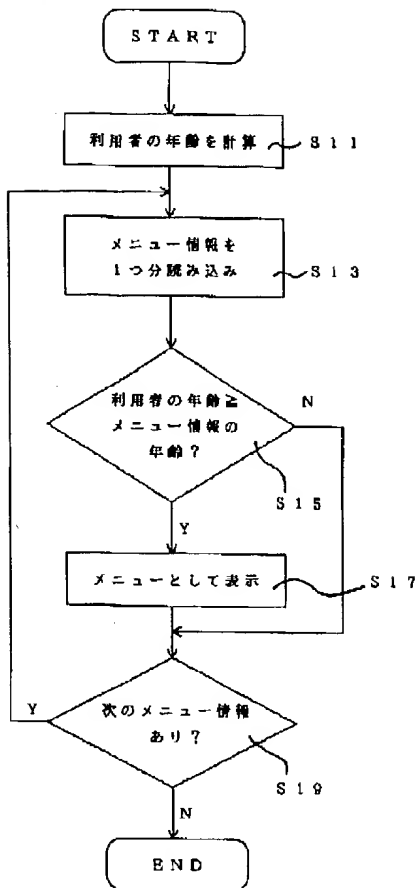 START
利用者の年齢を計算
S11
メニュー情報を
1つ分読み込み
S13
利用者の年齢≧
メニュー情報の
年齢?
N
S15
Y
メニューとして表示
S17
次のメニュー情報
あり?
Y
S19
N
END